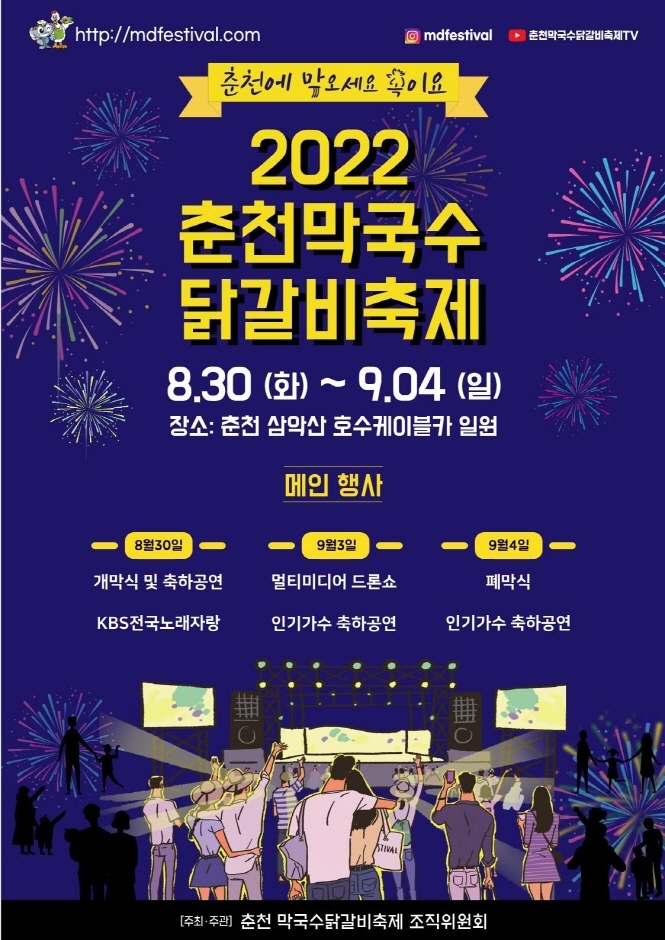 http://mdfestival.com
mdfestival
춘천막국수닭갈비축제TV
춘천에 맞오세요 꼭이요
2022
춘천막국수
닭갈비축제
8.30 (화) ~ 9.04 (일)
장소: 춘천 삼악산 호수케이블카 일원
메인 행사
8월30일
개막식 및 축하공연
KBS전국노래자랑
9월3일
멀티미디어 드론쇼
인기가수 축하공연
9월4일
폐막식
인기가수 축하공연
STIVAL
[주최·주관] 춘천 막국수닭갈비축제 조직위원회